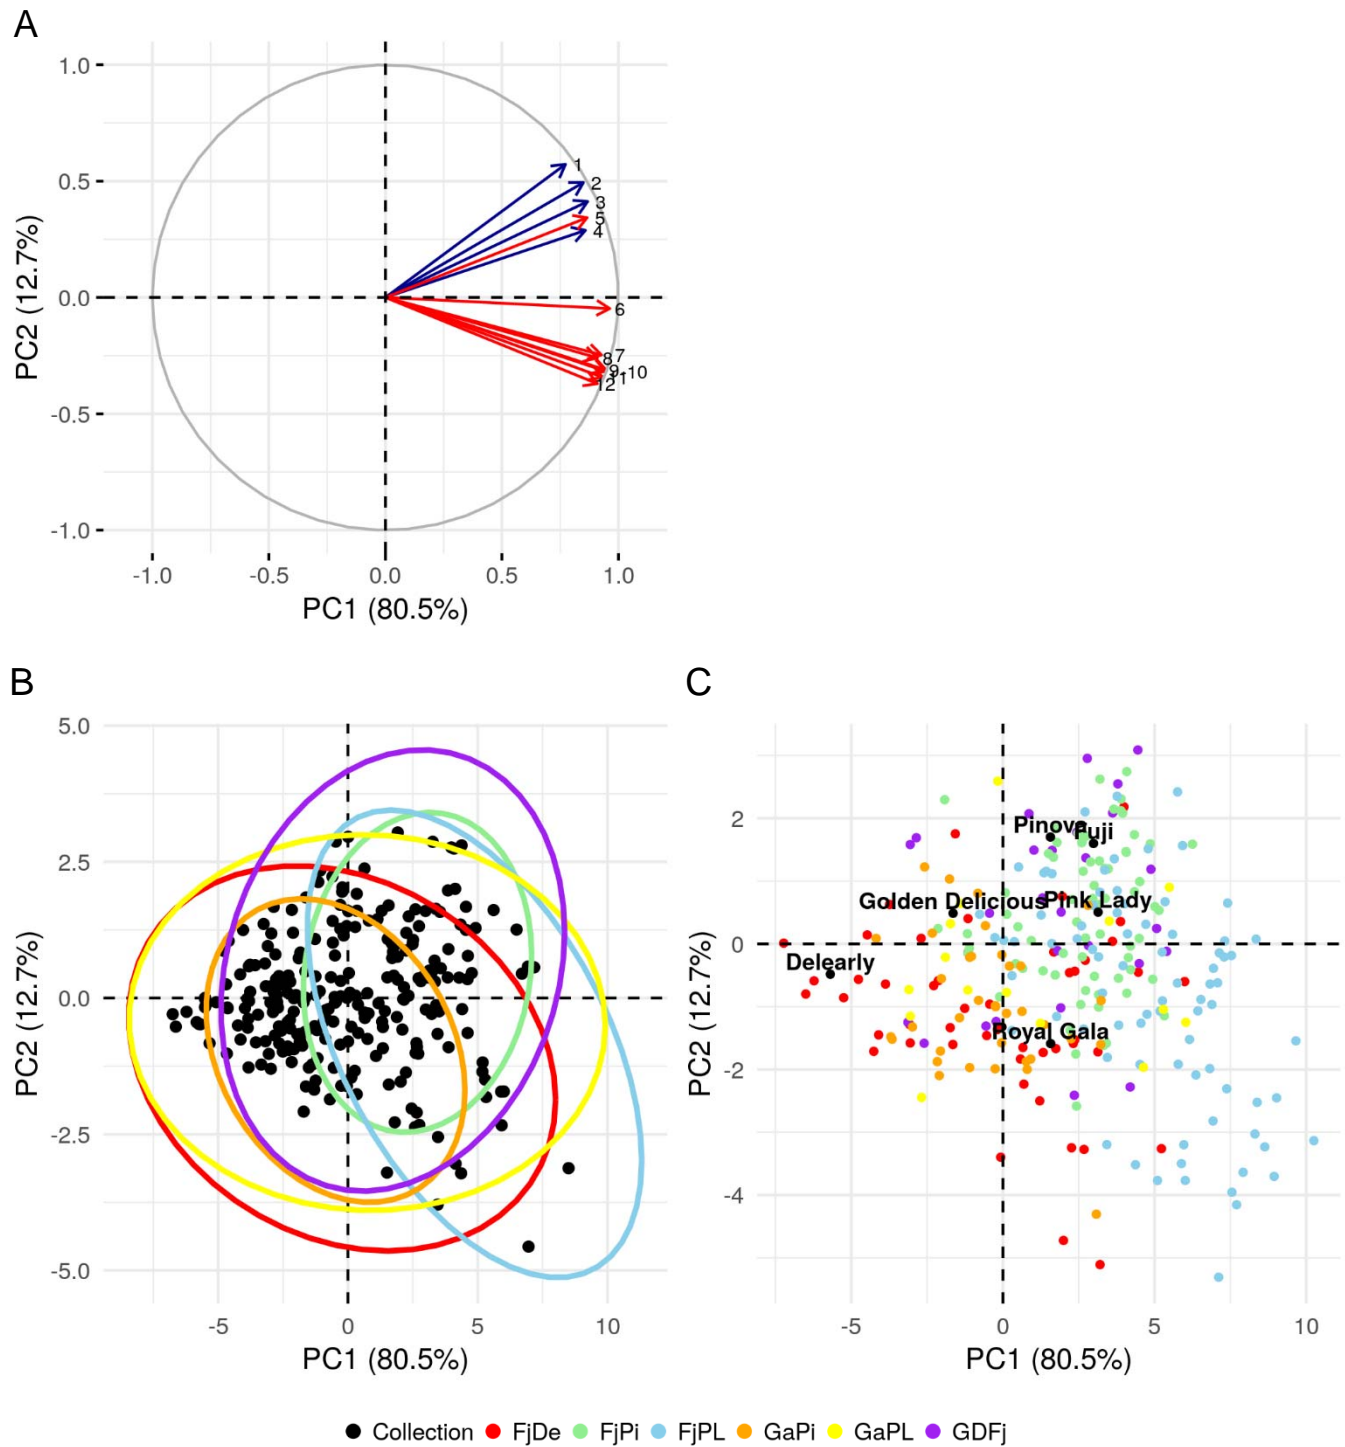 A
PC2 (12.7%)
1.0
0.5
0.0
-0.5
-1.0
1
2
3
5
4
6
7
8
9
10
11
12
-1.0 -0.5 0.0 0.5 1.0
PC1 (80.5%)
B
PC2 (12.7%)
5.0
2.5
0.0
-2.5
-5.0
-5 0 5 10
PC1 (80.5%)
C
PC2 (12.7%)
2
0
-2
-4
Pinova
Fuji
Golden Delicious
Pink Lady
Delearly
Royal Gala
-5 0 5 10
PC1 (80.5%)
Collection FjDe FjPi FjPL GaPi GaPL GDFj